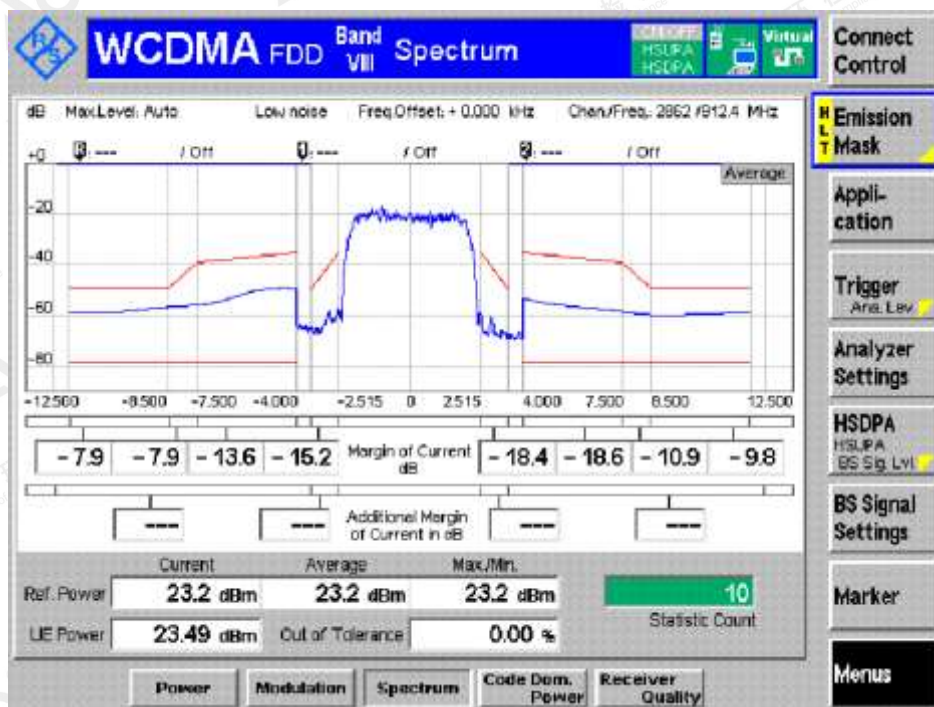 WCDMA FDD Band VIII Spectrum
HSUPA
HSDPA
Virtual
Connect Control
dB Max.Level: Auto Low noise Freq.Offset: + 0.000 kHz Chan./Freq.: 2862 /912.4 MHz
HLT Emission Mask
: --- / Off : --- / Off : --- / Off
+0
Average
-20
-40
-60
-80
-12.500 -8.500 -7.500 -4.000 -2.515 0 2.515 4.000 7.500 8.500 12.500
Appli-cation
Trigger
Ana. Lev.
Analyzer Settings
- 7.9 - 7.9 - 13.6 - 15.2 Margin of Current dB - 18.4 - 18.6 - 10.9 - 9.8
HSDPA
HSUPA
BS Sig. Lvl.
--- --- Additional Margin of Current in dB --- ---
BS Signal Settings
Current Average Max./Min.
Ref. Power 23.2 dBm 23.2 dBm 23.2 dBm 10
Statistic Count
UE Power 23.49 dBm Out of Tolerance 0.00 %
Marker
Power Modulation Spectrum Code Dom. Power Receiver Quality
Menus